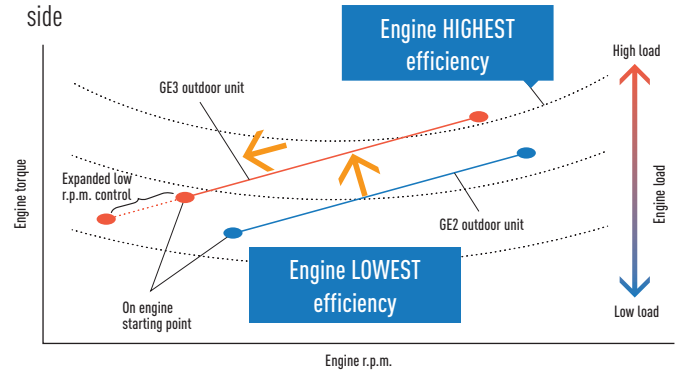 side
Engine HIGHEST
efficiency
High load
GE3 outdoor unit
Expanded low
r.p.m. control
Engine torque
Engine load
GE2 outdoor unit
Engine LOWEST
efficiency
On engine
starting point
Low load
Engine r.p.m.